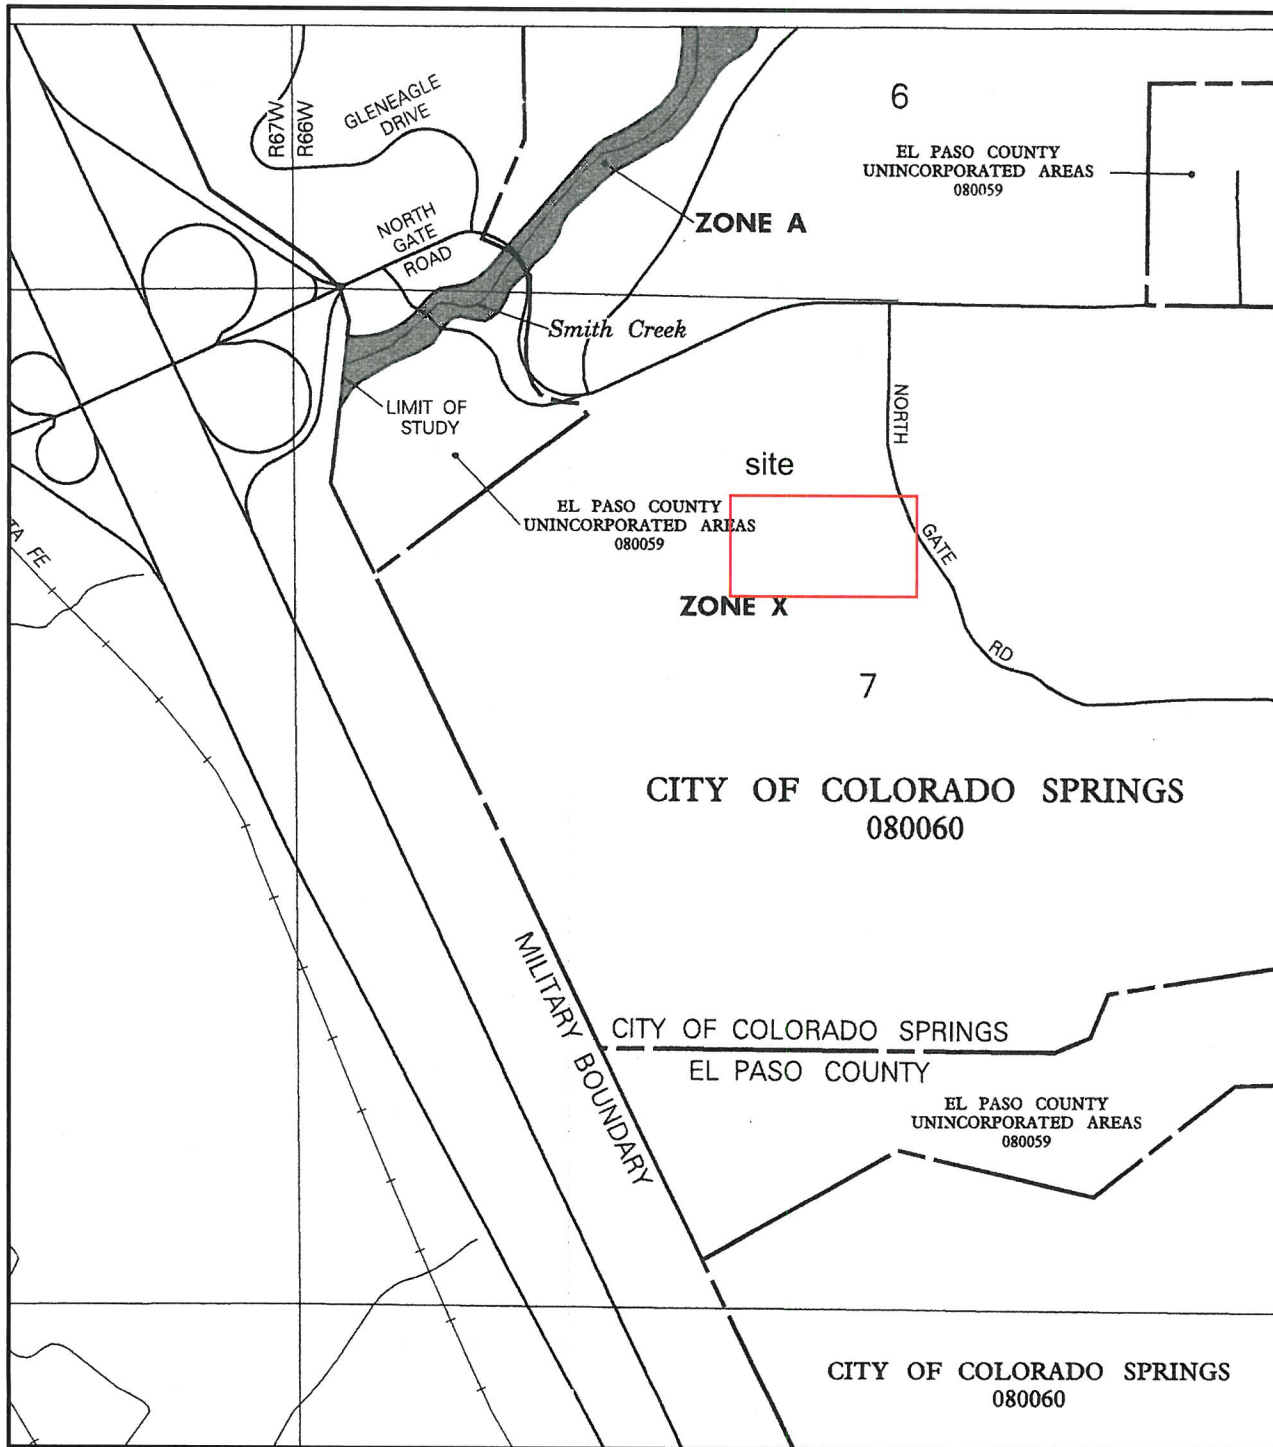 6
R67W
R66W
GLENEAGLE
DRIVE
EL PASO COUNTY
UNINCORPORATED AREAS
080059
ZONE A
NORTH
GATE
ROAD
Smith Creek
LIMIT OF
STUDY
NORTH
GATE
RD
site
EL PASO COUNTY
UNINCORPORATED AREAS
080059
TA FE
ZONE X
7
CITY OF COLORADO SPRINGS
080060
MILITARY BOUNDARY
CITY OF COLORADO SPRINGS
EL PASO COUNTY
EL PASO COUNTY
UNINCORPORATED AREAS
080059
CITY OF COLORADO SPRINGS
080060